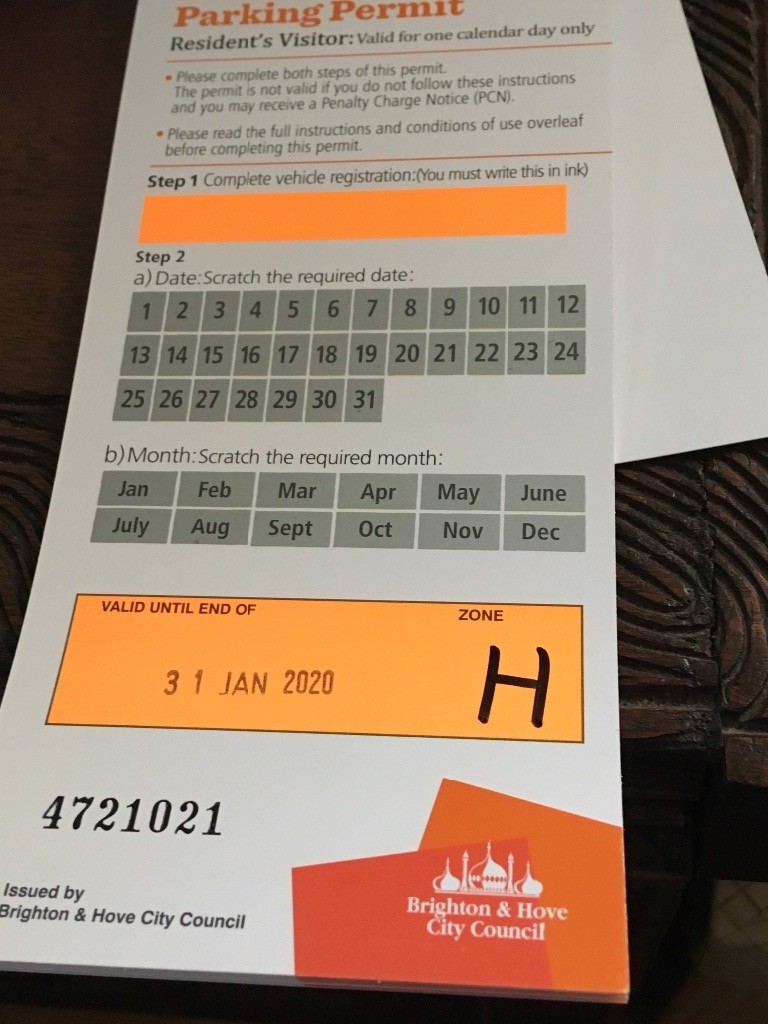 Parking Permit
Resident's Visitor: Valid for one calendar day only
• Please complete both steps of this permit.
The permit is not valid if you do not follow these instructions
and you may receive a Penalty Charge Notice (PCN).
• Please read the full instructions and conditions of use overleaf
before completing this permit.
Step 1 Complete vehicle registration:(You must write this in ink)
Step 2
a) Date:Scratch the required date:
1 2 3 4 5 6 7 8 9 10 11 12
13 14 15 16 17 18 19 20 21 22 23 24
25 26 27 28 29 30 31
b) Month:Scratch the required month:
Jan Feb Mar Apr May June
July Aug Sept Oct Nov Dec
VALID UNTIL END OF ZONE
31 JAN 2020 H
4721021
Issued by
Brighton & Hove City Council
Brighton & Hove
City Council